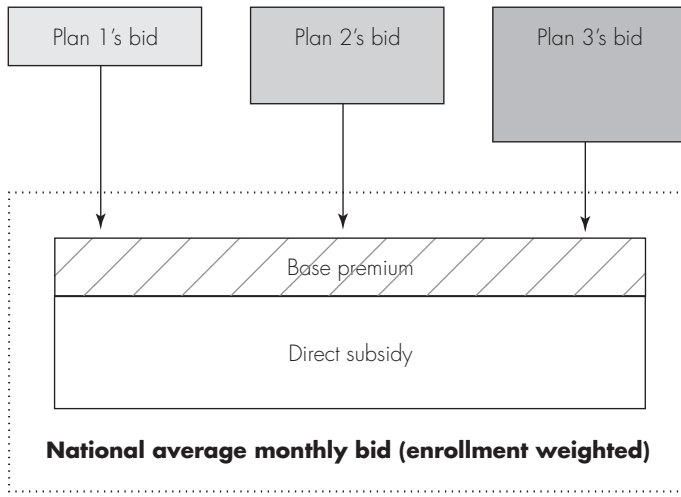 Plan 1's bid
Plan 2's bid
Plan 3's bid
Base premium
Direct subsidy
National average monthly bid (enrollment weighted)